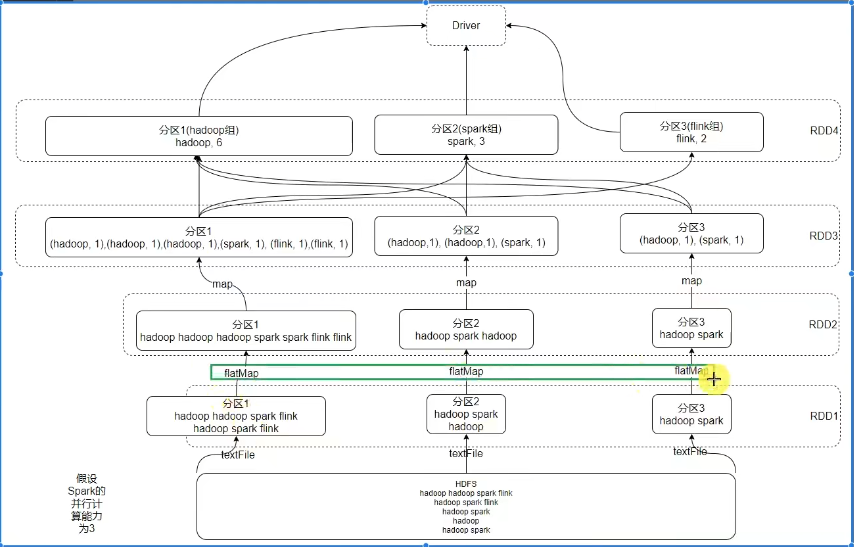 Driver
分区1(hadoop组)
hadoop, 6
分区2(spark组)
spark, 3
分区3(flink组)
flink, 2
RDD4
分区1
(hadoop, 1),(hadoop, 1),(hadoop, 1),(spark, 1), (flink, 1),(flink, 1)
分区2
(hadoop,1), (hadoop,1), (spark, 1)
分区3
(hadoop, 1), (spark, 1)
RDD3
map
map
map
分区1
hadoop hadoop hadoop spark spark flink flink
分区2
hadoop spark hadoop
分区3
hadoop spark
RDD2
flatMap
flatMap
flatMap
分区1
hadoop hadoop spark flink
hadoop spark flink
分区2
hadoop spark
hadoop
分区3
hadoop spark
RDD1
textFile
textFile
textFile
假设
Spark的
并行计
算能力
为3
HDFS
hadoop hadoop spark flink
hadoop spark flink
hadoop spark
hadoop
hadoop spark